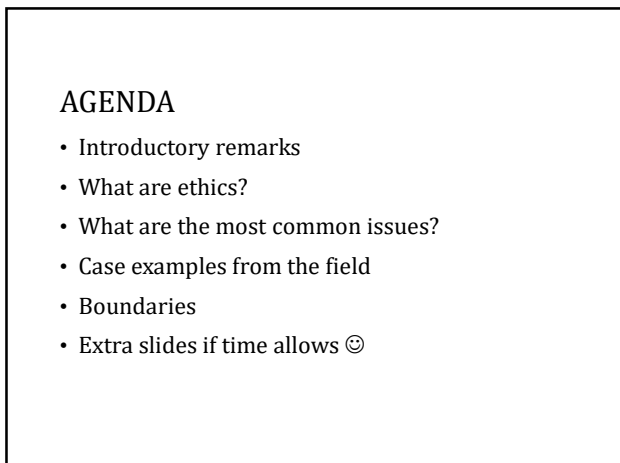 AGENDA
• Introductory remarks
• What are ethics?
• What are the most common issues?
• Case examples from the field
• Boundaries
• Extra slides if time allows ☺